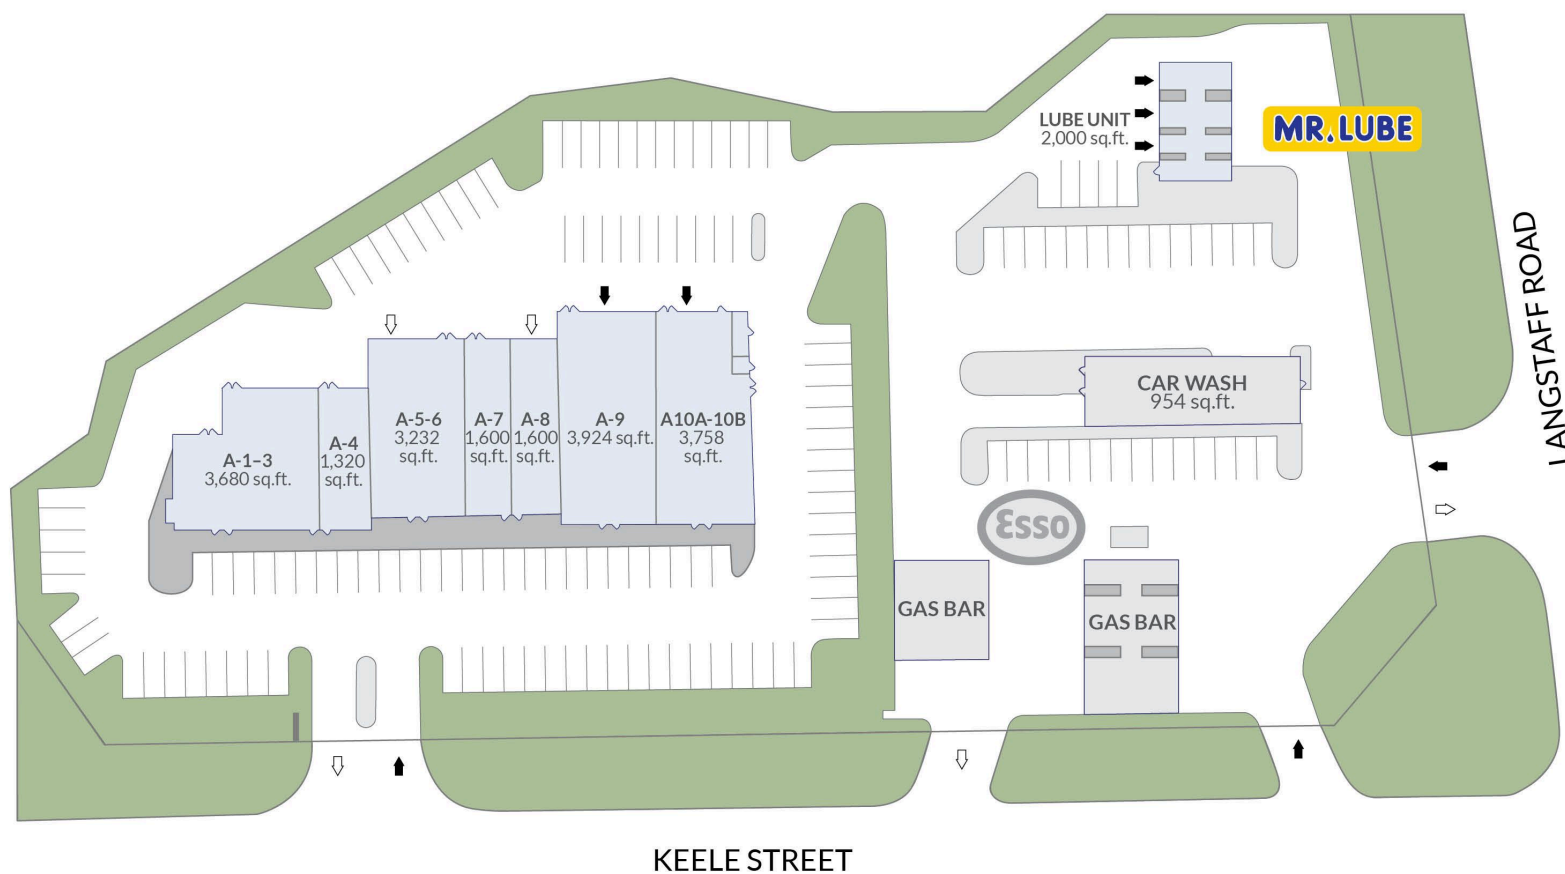 LUBE UNIT
2,000 sq.ft.
MR.LUBE
LANGSTAFF ROAD
CAR WASH
954 sq.ft.
A-1–3
3,680 sq.ft.
A-4
1,320
sq.ft.
A-5-6
3,232
sq.ft.
A-7
1,600
sq.ft.
A-8
1,600
sq.ft.
A-9
3,924 sq.ft.
A10A-10B
3,758
sq.ft.
Esso
GAS BAR
GAS BAR
KEELE STREET